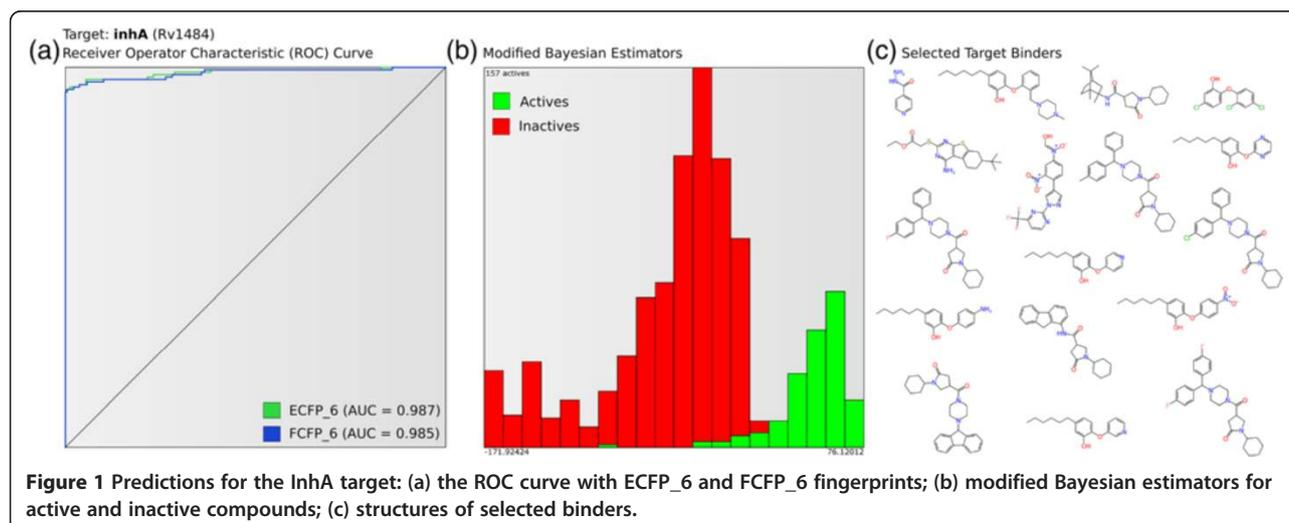 Target: inhA (Rv1484)
(a) Receiver Operator Characteristic (ROC) Curve
ECFP_6 (AUC = 0.987)
FCFP_6 (AUC = 0.985)
(b) Modified Bayesian Estimators
157 actives
Actives
Inactives
-171.92424
76.12012
(c) Selected Target Binders
Figure 1 Predictions for the InhA target: (a) the ROC curve with ECFP_6 and FCFP_6 fingerprints; (b) modified Bayesian estimators for
active and inactive compounds; (c) structures of selected binders.